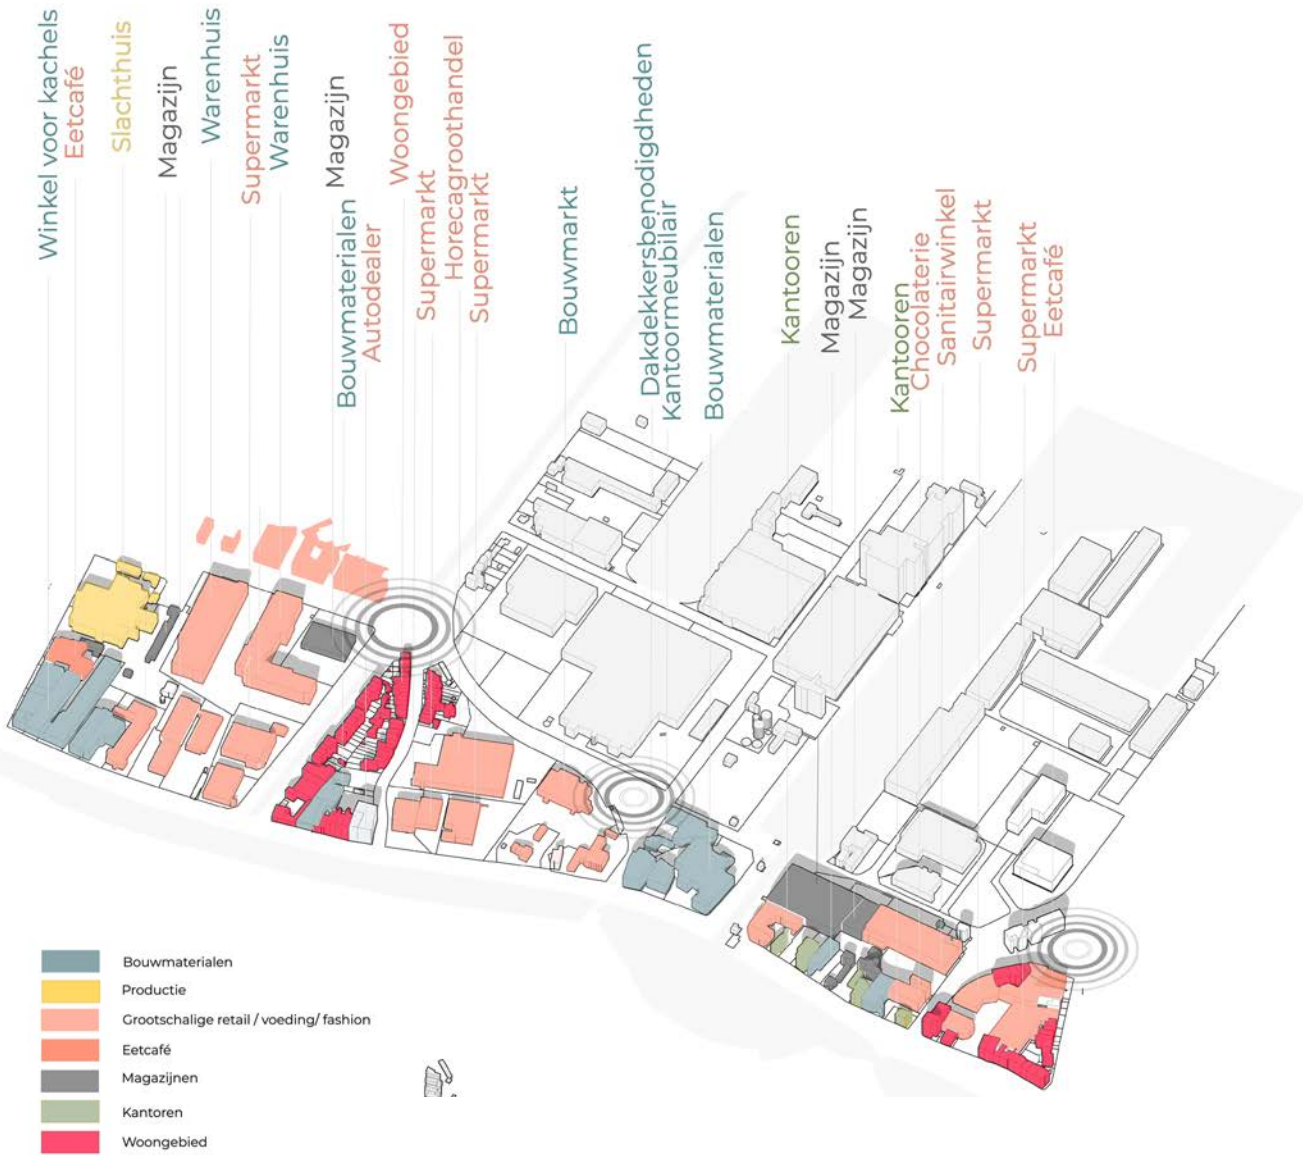 Winkel voor kachels
Eetcafé
Slachthuis
Magazijn
Warenhuis
Supermarkt
Warenhuis
Magazijn
Bouwmaterialen
Autodealer
Woongebied
Supermarkt
Horecagroothandel
Supermarkt
Bouwmarkt
Dakdekkersbenodigdheden
Kantoormeubilair
Bouwmaterialen
Kantooren
Magazijn
Magazijn
Kantooren
Chocolaterie
Sanitairwinkel
Supermarkt
Supermarkt
Eetcafé
Bouwmaterialen
Productie
Grootschalige retail / voeding/ fashion
Eetcafé
Magazijnen
Kantoren
Woongebied